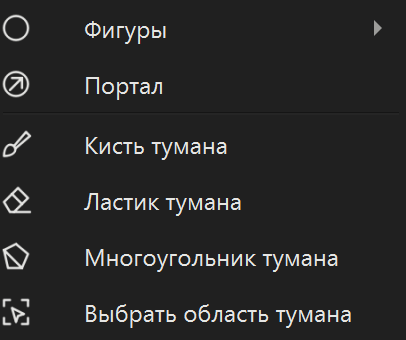 Фигуры
Портал
Кисть тумана
Ластик тумана
Многоугольник тумана
Выбрать область тумана